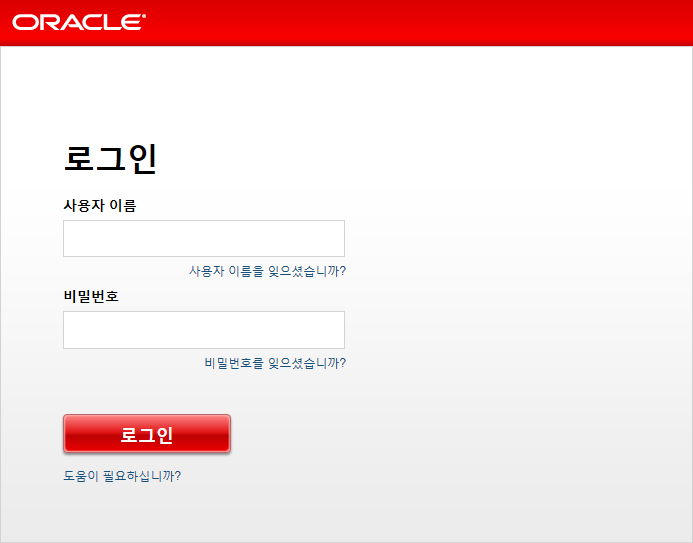 ORACLE®
로그인
사용자 이름
사용자 이름을 잊으셨습니까?
비밀번호
비밀번호를 잊으셨습니까?
로그인
도움이 필요하십니까?